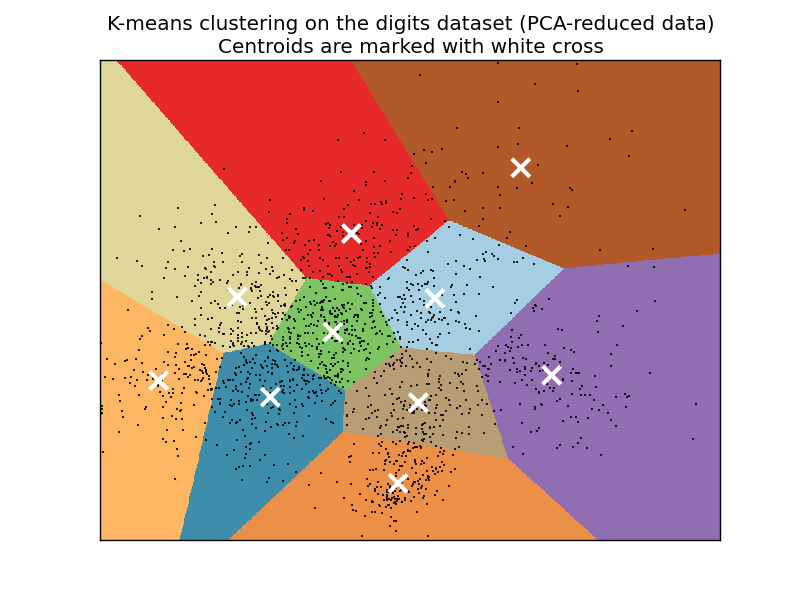 K-means clustering on the digits dataset (PCA-reduced data)
Centroids are marked with white cross